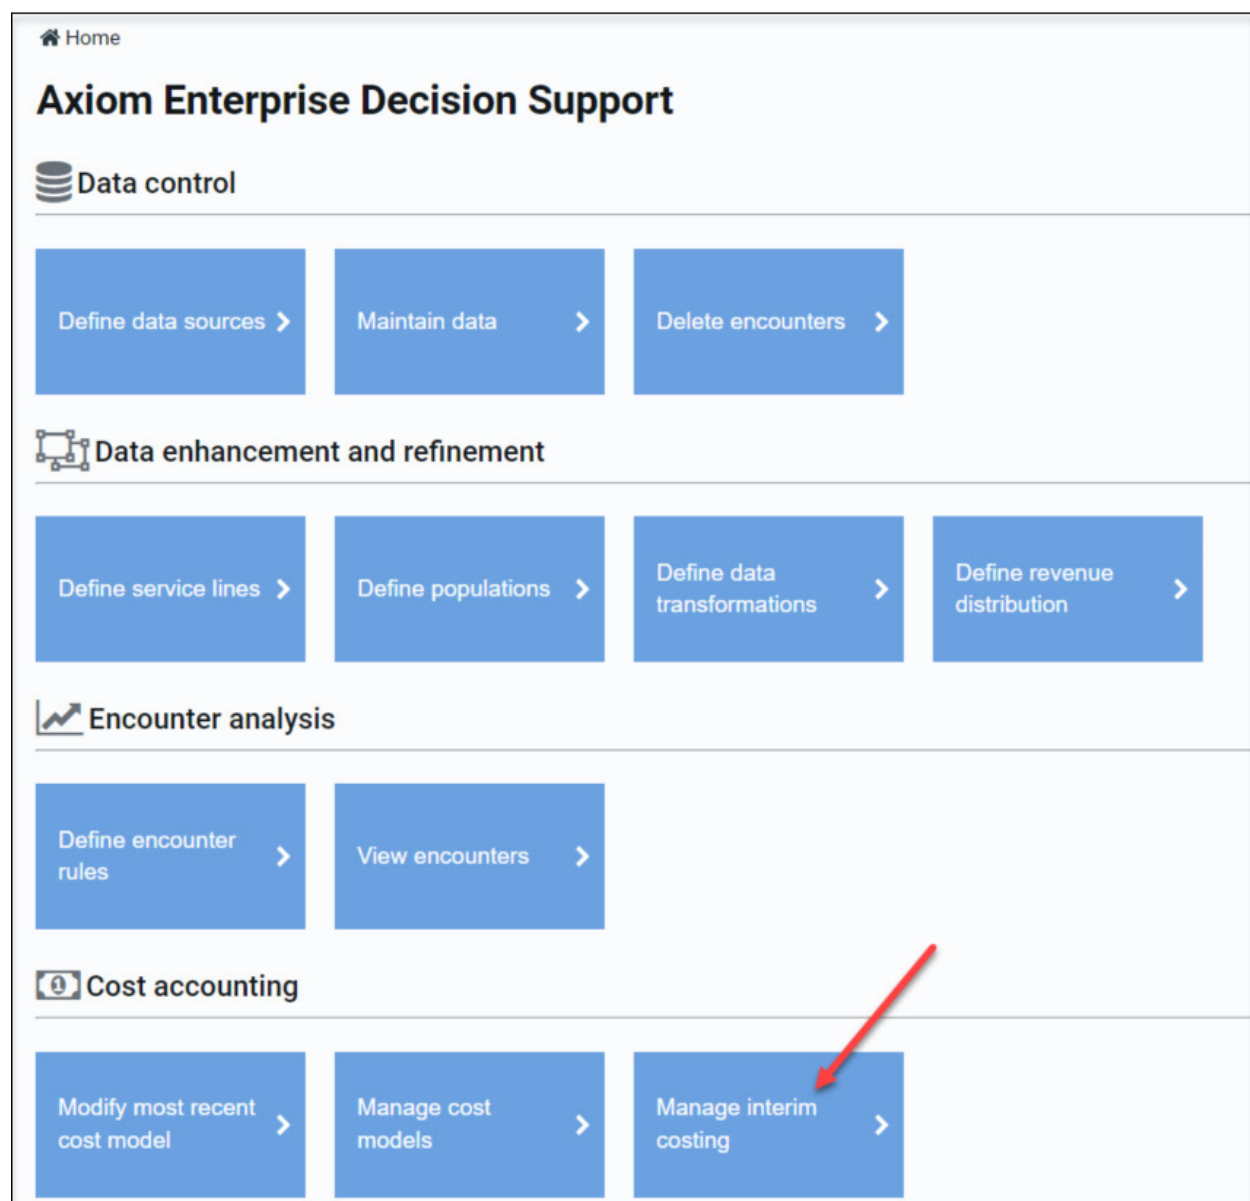 Home
Axiom Enterprise Decision Support
Data control
Define data sources
Maintain data
Delete encounters
Data enhancement and refinement
Define service lines
Define populations
Define data
transformations
Define revenue
distribution
Encounter analysis
Define encounter
rules
View encounters
Cost accounting
Modify most recent
cost model
Manage cost
models
Manage interim
costing